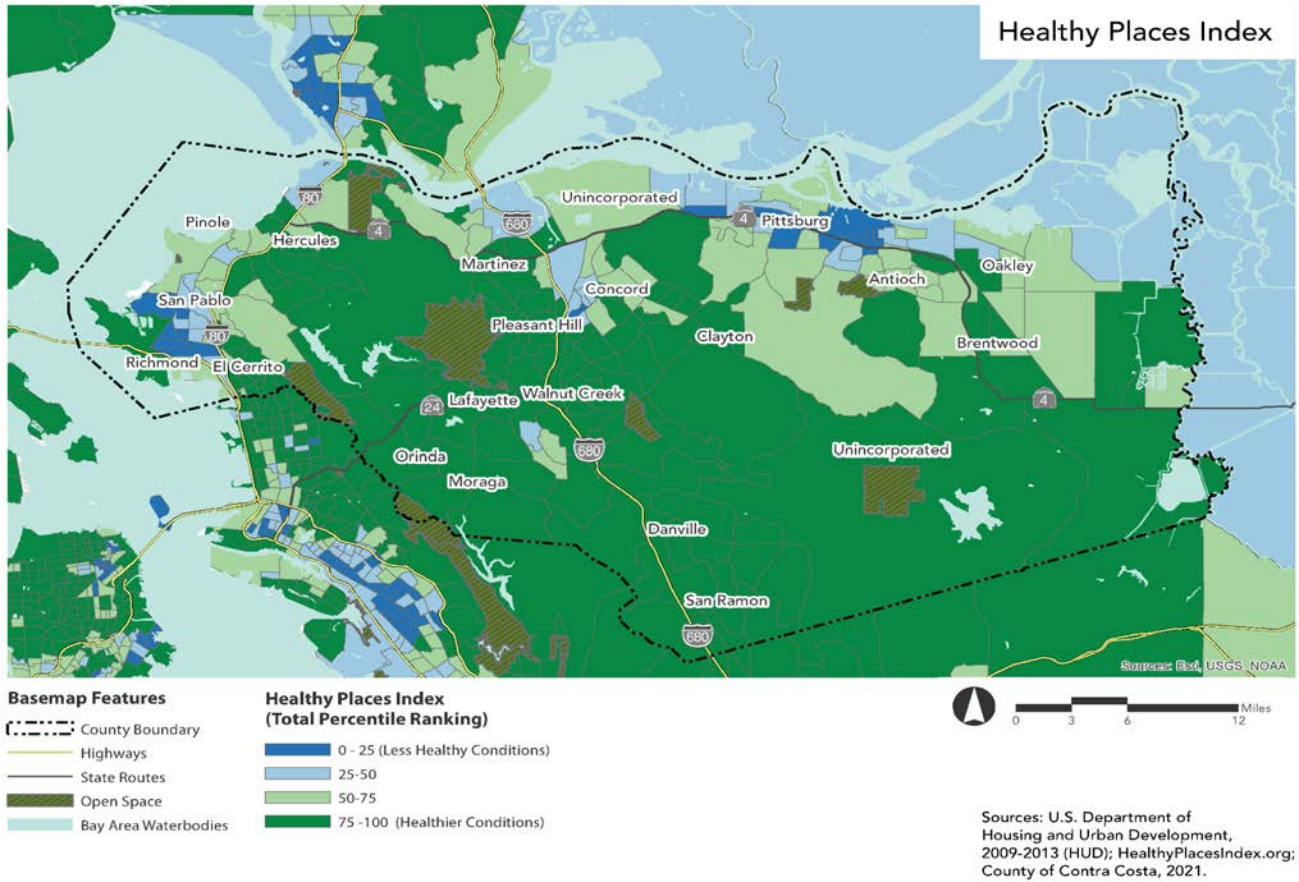 Healthy Places Index
80
Unincorporated
Pinole
680
4
Pittsburg
Hercules
4
Martinez
Oakley
Antioch
Concord
San Pablo
80
Pleasant Hill
Clayton
Brentwood
Richmond
El Cerrito
Walnut Creek
24
Lafayette
4
680
Unincorporated
Orinda
Moraga
Danville
San Ramon
680
Sources: Esri, USGS, NOAA
Basemap Features
County Boundary
Highways
State Routes
Open Space
Bay Area Waterbodies
Healthy Places Index
(Total Percentile Ranking)
0 - 25 (Less Healthy Conditions)
25-50
50-75
75 -100 (Healthier Conditions)
0 3 6 12 Miles
Sources: U.S. Department of
Housing and Urban Development,
2009-2013 (HUD); HealthyPlacesIndex.org;
County of Contra Costa, 2021.